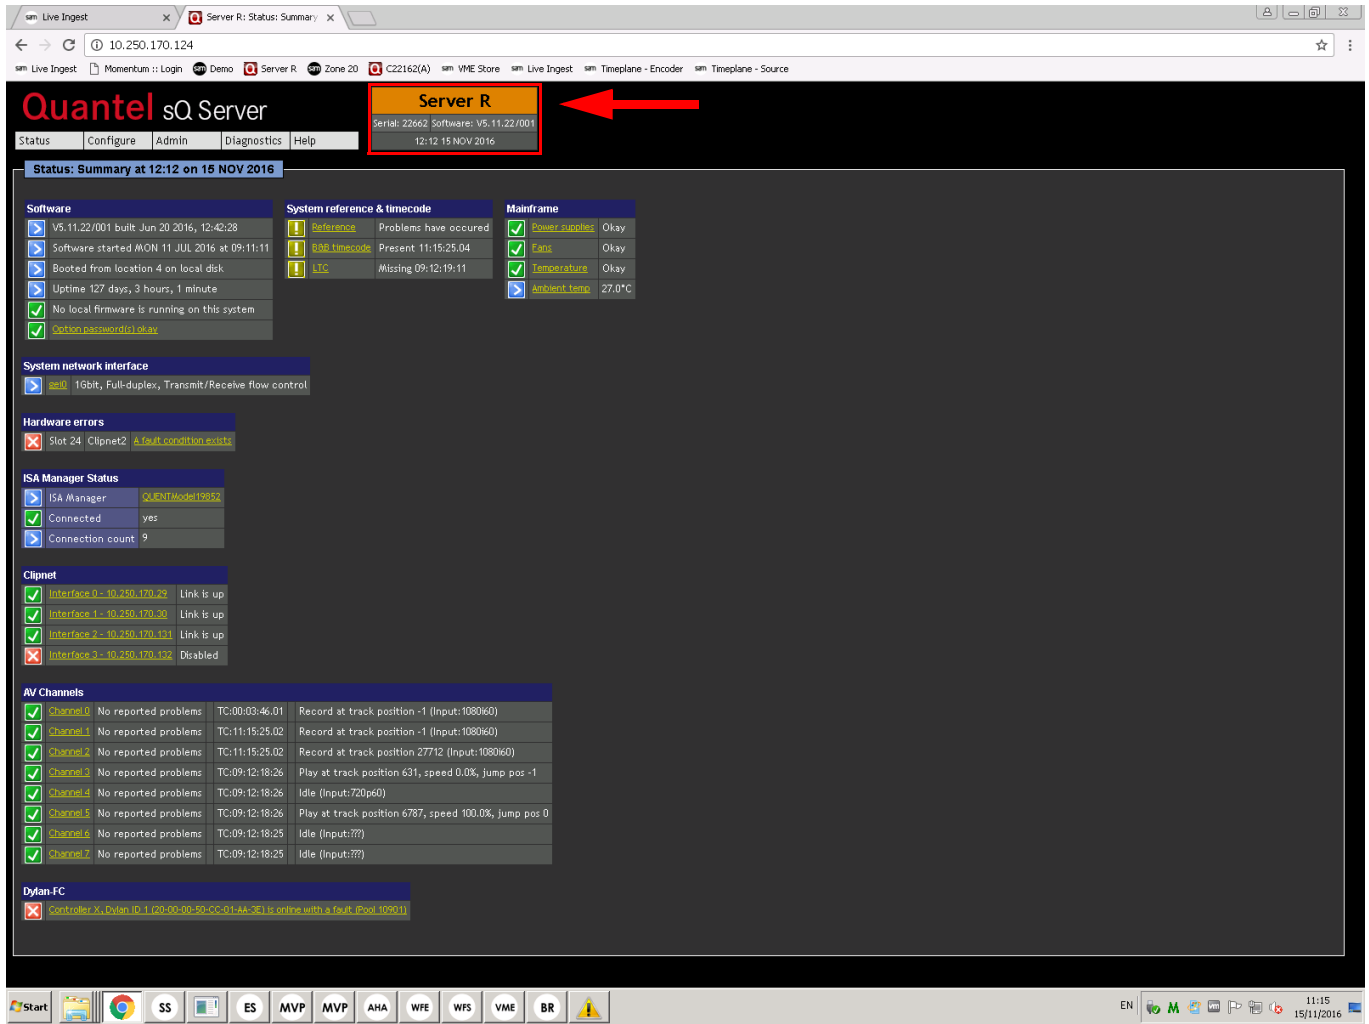 Live Ingest
Server R: Status: Summary
10.250.170.124
Live Ingest Momentum :: Login Demo Server R Zone 20 C22162(A) VME Store Live Ingest Timeplane - Encoder Timeplane - Source
Quantel sQ Server
Server R
Serial: 22662 Software: V5.11.22/001
12:12 15 NOV 2016
Status Configure Admin Diagnostics Help
Status: Summary at 12:12 on 15 NOV 2016
Software
V5.11.22/001 built Jun 20 2016, 12:42:28
Software started MON 11 JUL 2016 at 09:11:11
Booted from location 4 on local disk
Uptime 127 days, 3 hours, 1 minute
No local firmware is running on this system
Option password(s) okay
System reference & timecode
Reference Problems have occured
B&B timecode Present 11:15:25.04
LTC Missing 09:12:19:11
Mainframe
Power supplies Okay
Fans Okay
Temperature Okay
Ambient temp 27.0°C
System network interface
gei0 1Gbit, Full-duplex, Transmit/Receive flow control
Hardware errors
Slot 24 Clipnet2 A fault condition exists
ISA Manager Status
ISA Manager QUENTModel19852
Connected yes
Connection count 9
Clipnet
Interface 0 - 10.250.170.29 Link is up
Interface 1 - 10.250.170.30 Link is up
Interface 2 - 10.250.170.131 Link is up
Interface 3 - 10.250.170.132 Disabled
AV Channels
Channel 0 No reported problems TC:00:03:46.01 Record at track position -1 (Input:1080i60)
Channel 1 No reported problems TC:11:15:25.02 Record at track position -1 (Input:1080i60)
Channel 2 No reported problems TC:11:15:25.02 Record at track position 27712 (Input:1080i60)
Channel 3 No reported problems TC:09:12:18:26 Play at track position 631, speed 0.0%, jump pos -1
Channel 4 No reported problems TC:09:12:18:26 Idle (Input:720p60)
Channel 5 No reported problems TC:09:12:18:26 Play at track position 6787, speed 100.0%, jump pos 0
Channel 6 No reported problems TC:09:12:18:25 Idle (Input:???)
Channel 7 No reported problems TC:09:12:18:25 Idle (Input:???)
Dylan-FC
Controller X, Dylan ID 1 (20-00-00-50-CC-01-AA-3E) is online with a fault (Pool 10901)
Start SS ES MVP MVP AHA WFE WFS VME BR EN 11:15
15/11/2016